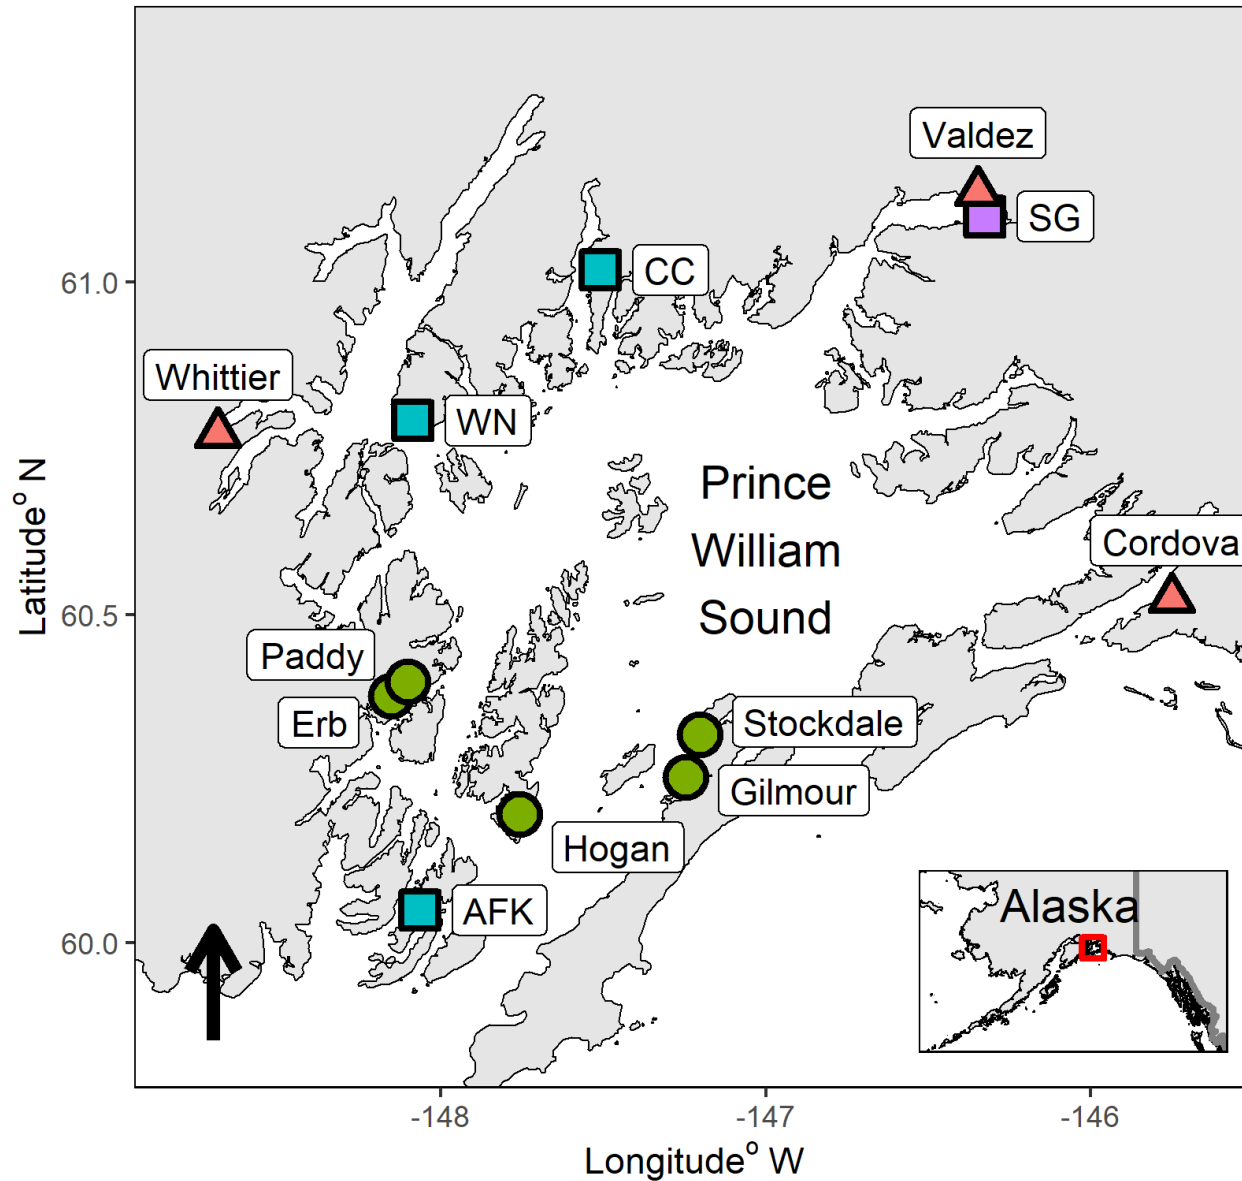 Valdez
SG
61.0
CC
Whittier
WN
Prince
William
Sound
Cordova
Latitude° N
60.5
Paddy
Erb
Stockdale
Gilmour
Hogan
AFK
60.0
Alaska
-148
-147
-146
Longitude° W